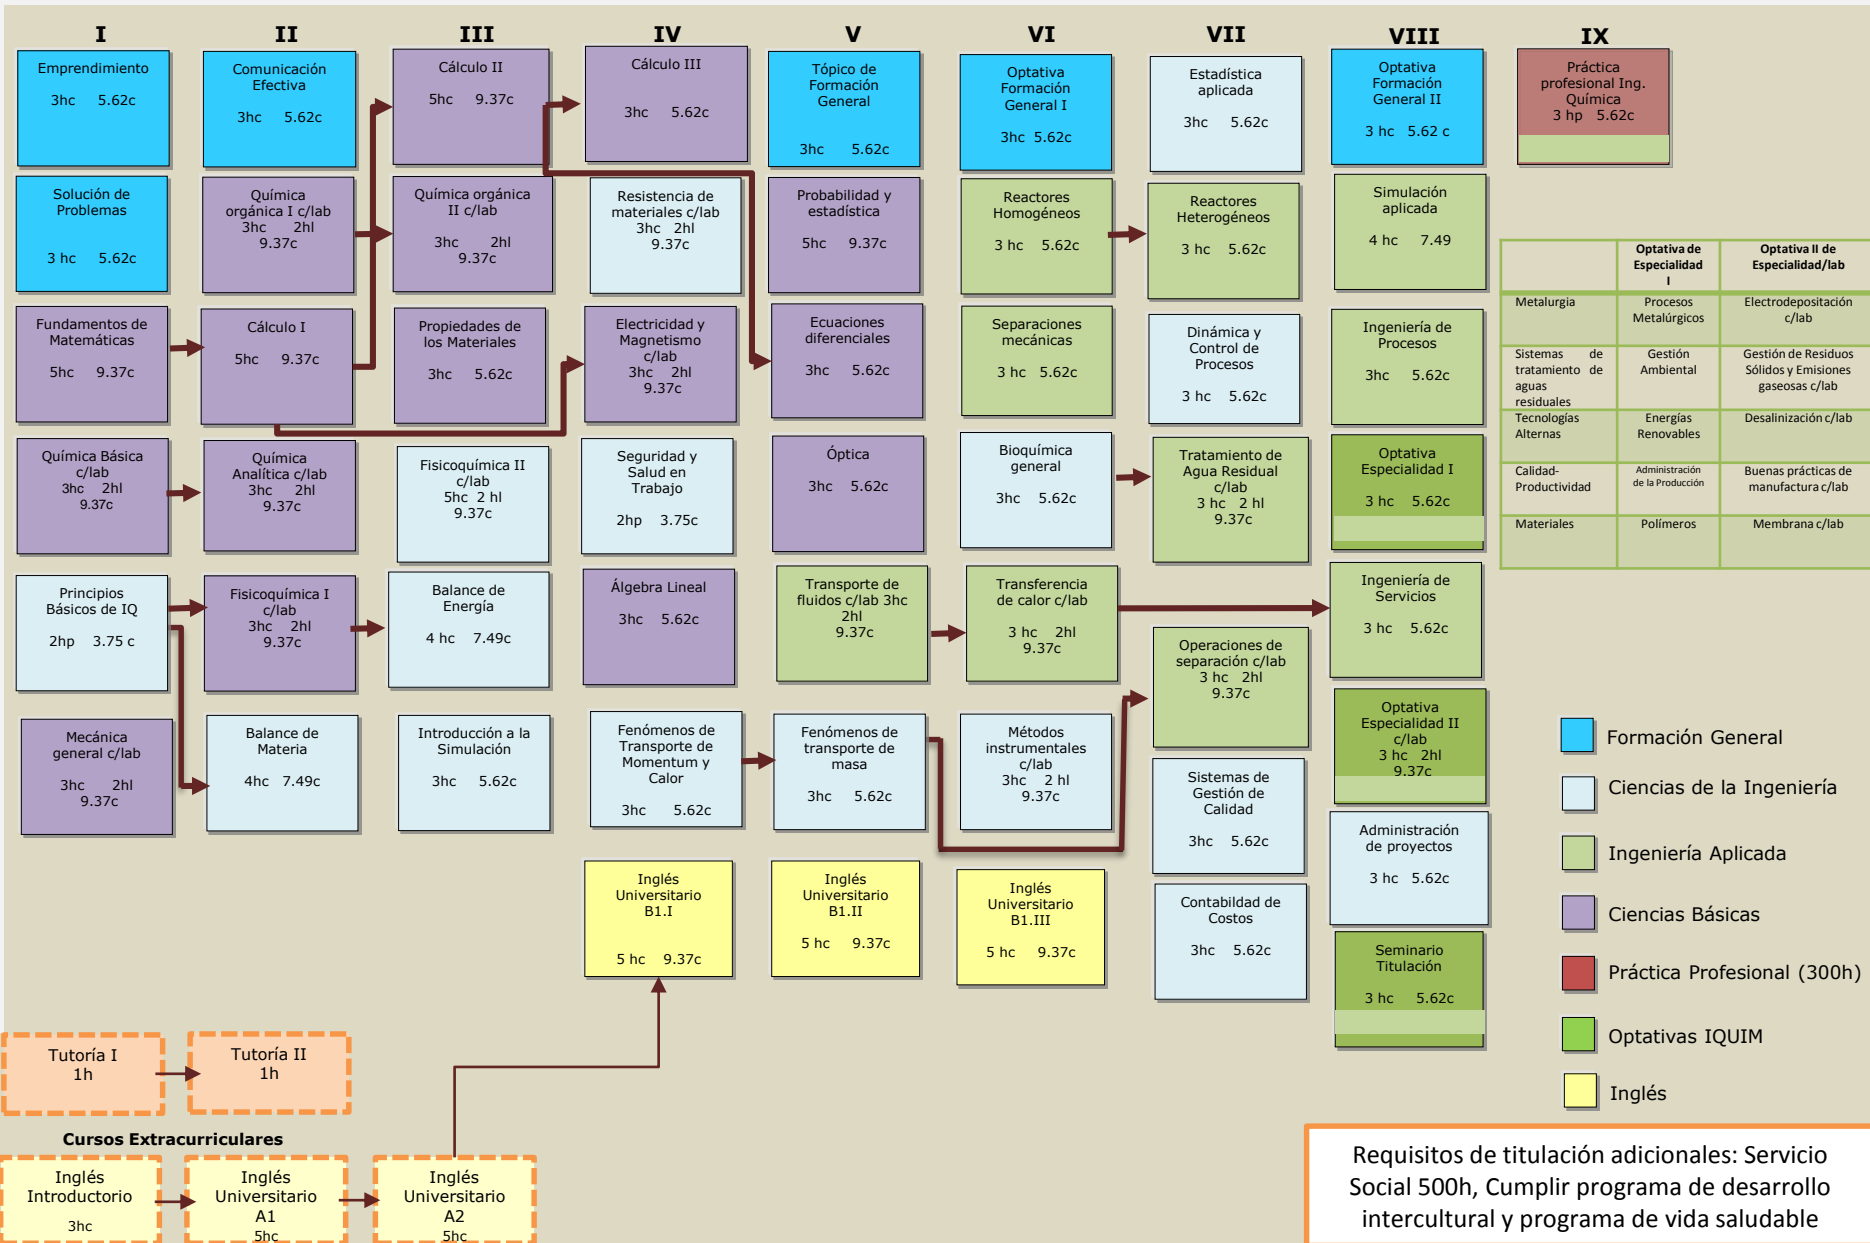 I
II
III
IV
V
VI
VII
VIII
IX
Emprendimiento
3hc 5.62c
Solución de
Problemas
3 hc 5.62c
Fundamentos de
Matemáticas
5hc 9.37c
Química Básica
c/lab
3hc 2hl
9.37c
Principios
Básicos de IQ
2hp 3.75 c
Mecánica
general c/lab
3hc 2hl
9.37c
Comunicación
Efectiva
3hc 5.62c
Química
orgánica I c/lab
3hc 2hl
9.37c
Cálculo I
5hc 9.37c
Química
Analítica c/lab
3hc 2hl
9.37c
Fisicoquímica I
c/lab
3hc 2hl
9.37c
Balance de
Materia
4hc 7.49c
Cálculo II
5hc 9.37c
Química orgánica
II c/lab
3hc 2hl
9.37c
Propiedades de
los Materiales
3hc 5.62c
Fisicoquímica II
c/lab
5hc 2 hl
9.37c
Balance de
Energía
4 hc 7.49c
Introducción a la
Simulación
3hc 5.62c
Cálculo III
3hc 5.62c
Resistencia de
materiales c/lab
3hc 2hl
9.37c
Electricidad y
Magnetismo
c/lab
3hc 2hl
9.37c
Seguridad y
Salud en
Trabajo
2hp 3.75c
Álgebra Lineal
3hc 5.62c
Fenómenos de
Transporte de
Momentum y
Calor
3hc 5.62c
Inglés
Universitario
B1.I
5 hc 9.37c
Tópico de
Formación
General
3hc 5.62c
Probabilidad y
estadística
5hc 9.37c
Ecuaciones
diferenciales
3hc 5.62c
Óptica
3hc 5.62c
Transporte de
fluidos c/lab 3hc
2hl
9.37c
Fenómenos de
transporte de
masa
3hc 5.62c
Inglés
Universitario
B1.II
5 hc 9.37c
Optativa
Formación
General I
3hc 5.62c
Reactores
Homogéneos
3 hc 5.62c
Separaciones
mecánicas
3 hc 5.62c
Bioquímica
general
3hc 5.62c
Transferencia
de calor c/lab
3 hc 2hl
9.37c
Métodos
instrumentales
c/lab
3hc 2 hl
9.37c
Inglés
Universitario
B1.III
5 hc 9.37c
Estadística
aplicada
3hc 5.62c
Reactores
Heterogéneos
3 hc 5.62c
Dinámica y
Control de
Procesos
3 hc 5.62c
Tratamiento de
Agua Residual
c/lab
3 hc 2 hl
9.37c
Operaciones de
separación c/lab
3 hc 2hl
9.37c
Sistemas de
Gestión de
Calidad
3hc 5.62c
Contabildad de
Costos
3hc 5.62c
Optativa
Formación
General II
3 hc 5.62 c
Simulación
aplicada
4 hc 7.49
Ingeniería de
Procesos
3hc 5.62c
Optativa
Especialidad I
3 hc 5.62c
Ingeniería de
Servicios
3 hc 5.62c
Optativa
Especialidad II
c/lab
3 hc 2hl
9.37c
Administración
de proyectos
3 hc 5.62c
Seminario
Titulación
3 hc 5.62c
Práctica
profesional Ing.
Química
3 hp 5.62c
Optativa de
Especialidad
I
Optativa II de
Especialidad/lab
Metalurgia
Procesos
Metalúrgicos
Electrodepositación
c/lab
Sistemas de
tratamiento de
aguas
residuales
Gestión
Ambiental
Gestión de Residuos
Sólidos y Emisiones
gaseosas c/lab
Tecnologías
Alternas
Energías
Renovables
Desalinización c/lab
Calidad-
Productividad
Administración
de la Producción
Buenas prácticas de
manufactura c/lab
Materiales
Polímeros
Membrana c/lab
Formación General
Ciencias de la Ingeniería
Ingeniería Aplicada
Ciencias Básicas
Práctica Profesional (300h)
Optativas IQUIM
Inglés
Tutoría I
1h
Tutoría II
1h
Cursos Extracurriculares
Inglés
Introductorio
3hc
Inglés
Universitario
A1
5hc
Inglés
Universitario
A2
5hc
Requisitos de titulación adicionales: Servicio
Social 500h, Cumplir programa de desarrollo
intercultural y programa de vida saludable